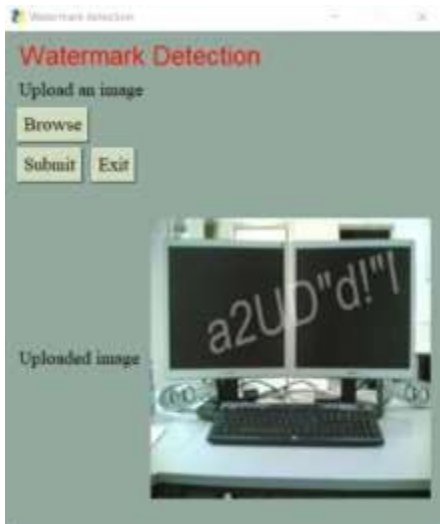 Watermark detection
Watermark Detection
Upload an image
Browse
Submit Exit
Uploaded image
a2UD"d!"l